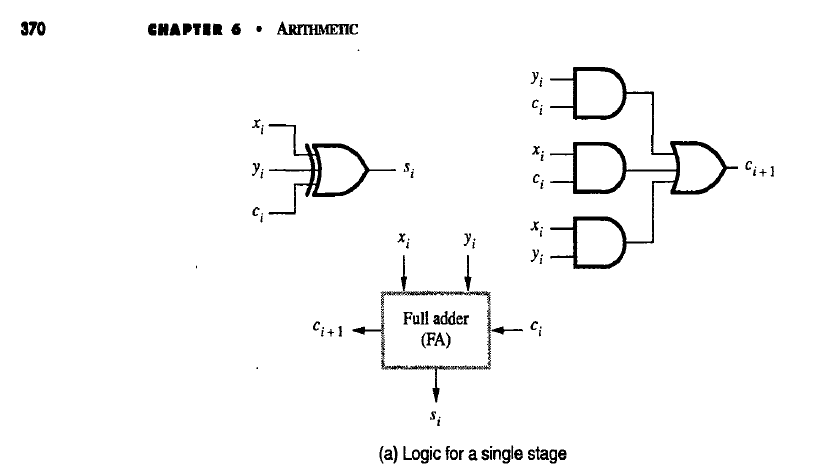 370 CHAPTER 6 • ARITHMETIC
y_i
c_i
x_i
y_i
c_i
s_i
x_i
c_i
x_i
y_i
c_{i+1}
x_i y_i
c_{i+1} Full adder c_i
(FA)
s_i
(a) Logic for a single stage